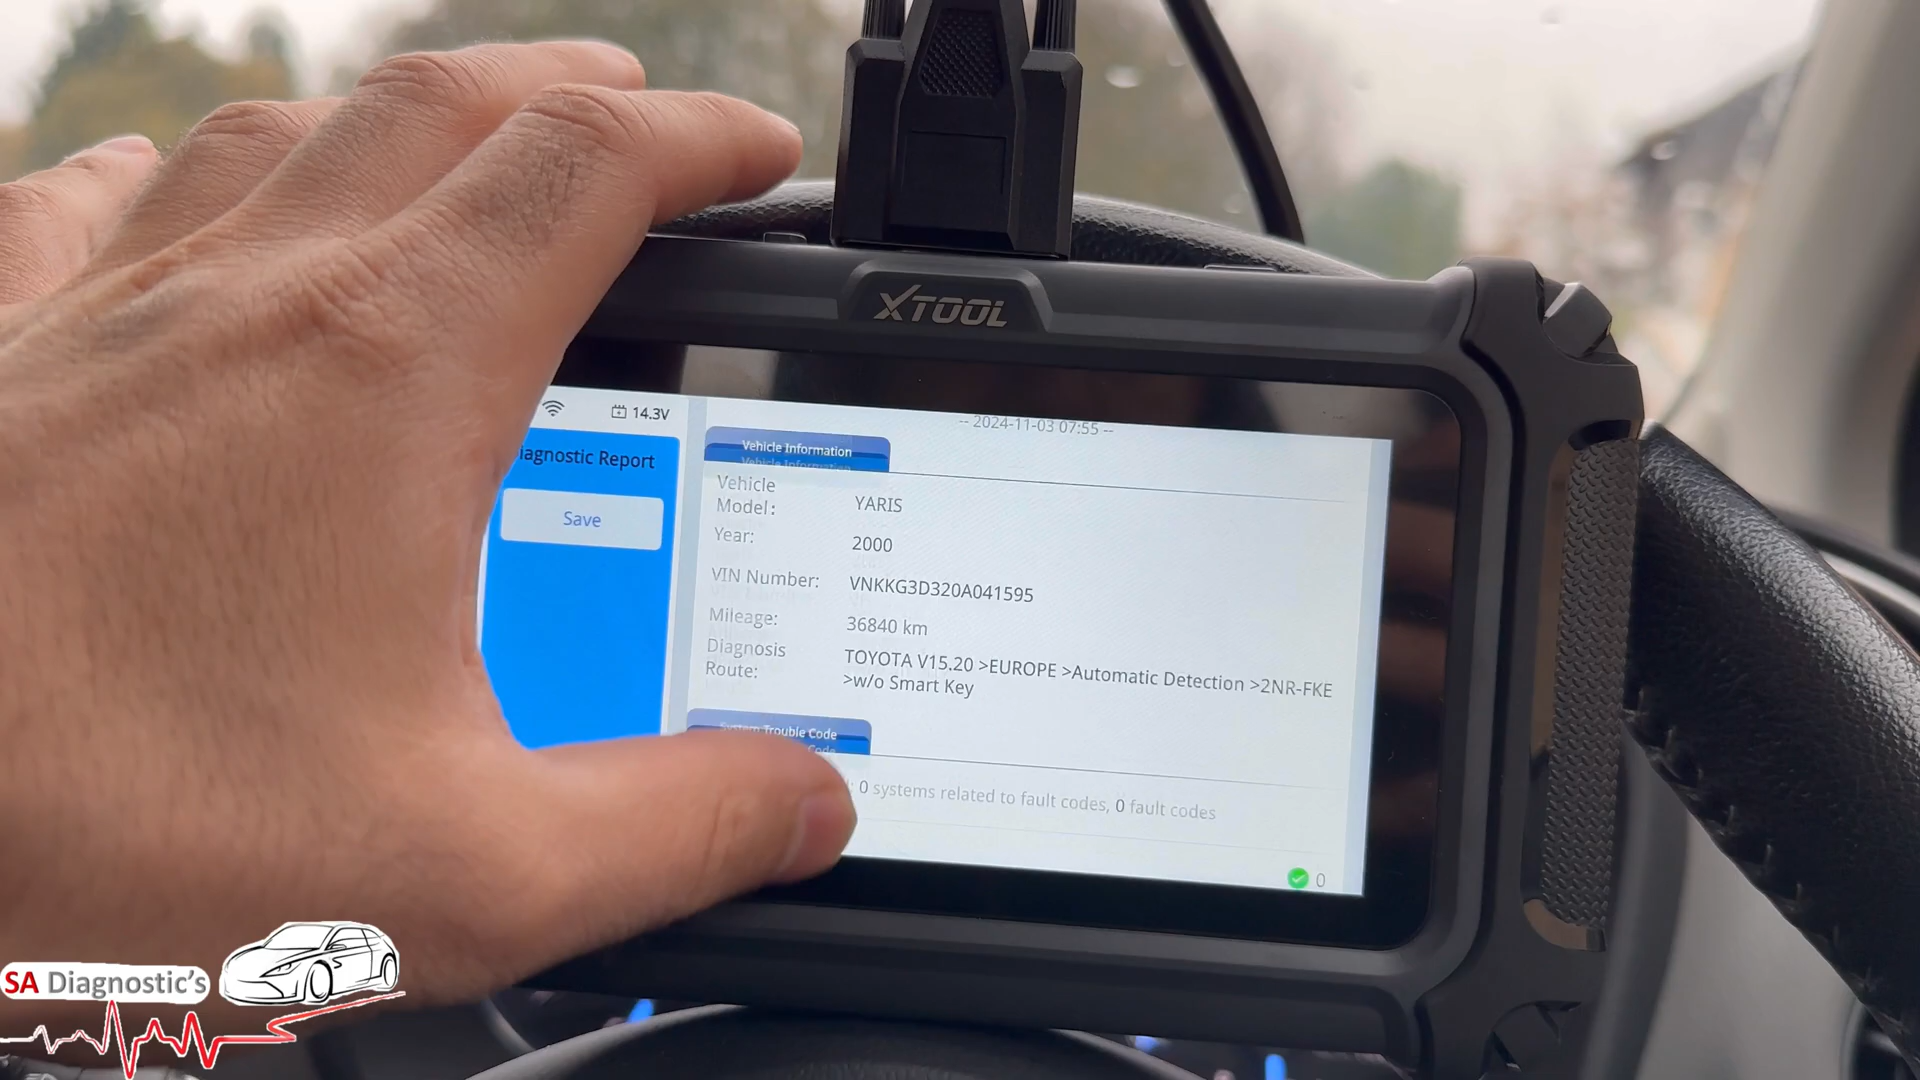 XTOOL
14.3V
-- 2024-11-03 07:55 --
iagnostic Report
Save
Vehicle Information
Vehicle Model: YARIS
Year: 2000
VIN Number: VNKKG3D320A041595
Mileage: 36840 km
Diagnosis Route: TOYOTA V15.20 >EUROPE >Automatic Detection >2NR-FKE
>w/o Smart Key
System Trouble Code
: 0 systems related to fault codes, 0 fault codes
0
SA Diagnostic's